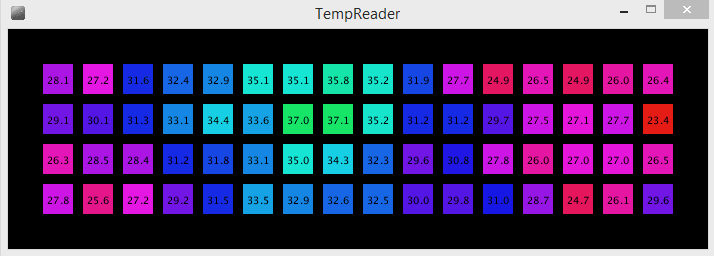 TempReader
28.1 27.2 31.6 32.4 32.9 35.1 35.1 35.8 35.2 31.9 27.7 24.9 26.5 24.9 26.0 26.4
29.1 30.1 31.3 33.1 34.4 33.6 37.0 37.1 35.2 31.2 31.2 29.7 27.5 27.1 27.7 23.4
26.3 28.5 28.4 31.2 31.8 33.1 35.0 34.3 32.3 29.6 30.8 27.8 26.0 27.0 27.0 26.5
27.8 25.6 27.2 29.2 31.5 33.5 32.9 32.6 32.5 30.0 29.8 31.0 28.7 24.7 26.1 29.6